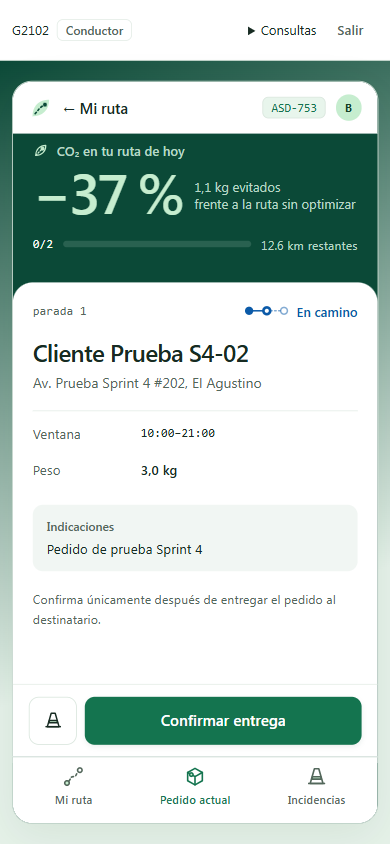 G2102 Conductor ▶ Consultas Salir
← Mi ruta ASD-753 B
CO₂ en tu ruta de hoy
−37 %
1,1 kg evitados
frente a la ruta sin optimizar
0/2 12.6 km restantes
parada 1 En camino
Cliente Prueba S4-02
Av. Prueba Sprint 4 #202, El Agustino
Ventana 10:00–21:00
Peso 3,0 kg
Indicaciones
Pedido de prueba Sprint 4
Confirma únicamente después de entregar el pedido al
destinatario.
Confirmar entrega
Mi ruta Pedido actual Incidencias